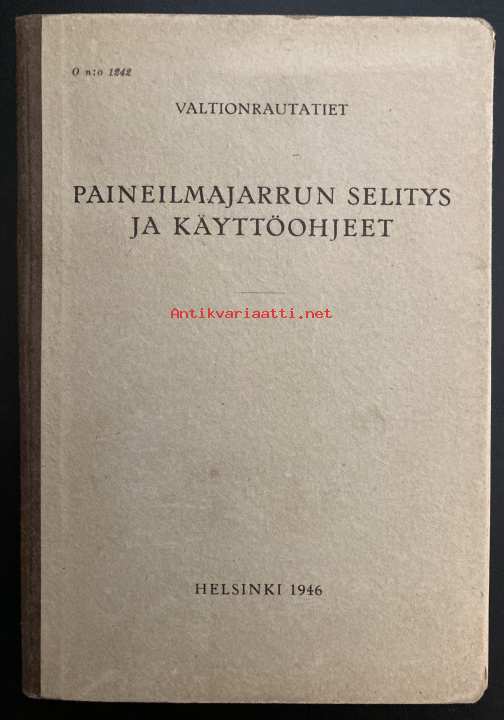 O n:o 1242
VALTIONRAUTATIET
PAINEILMAJARRUN SELITYS
JA KÄYTTÖOHJEET
Antikvariaatti.net
HELSINKI 1946